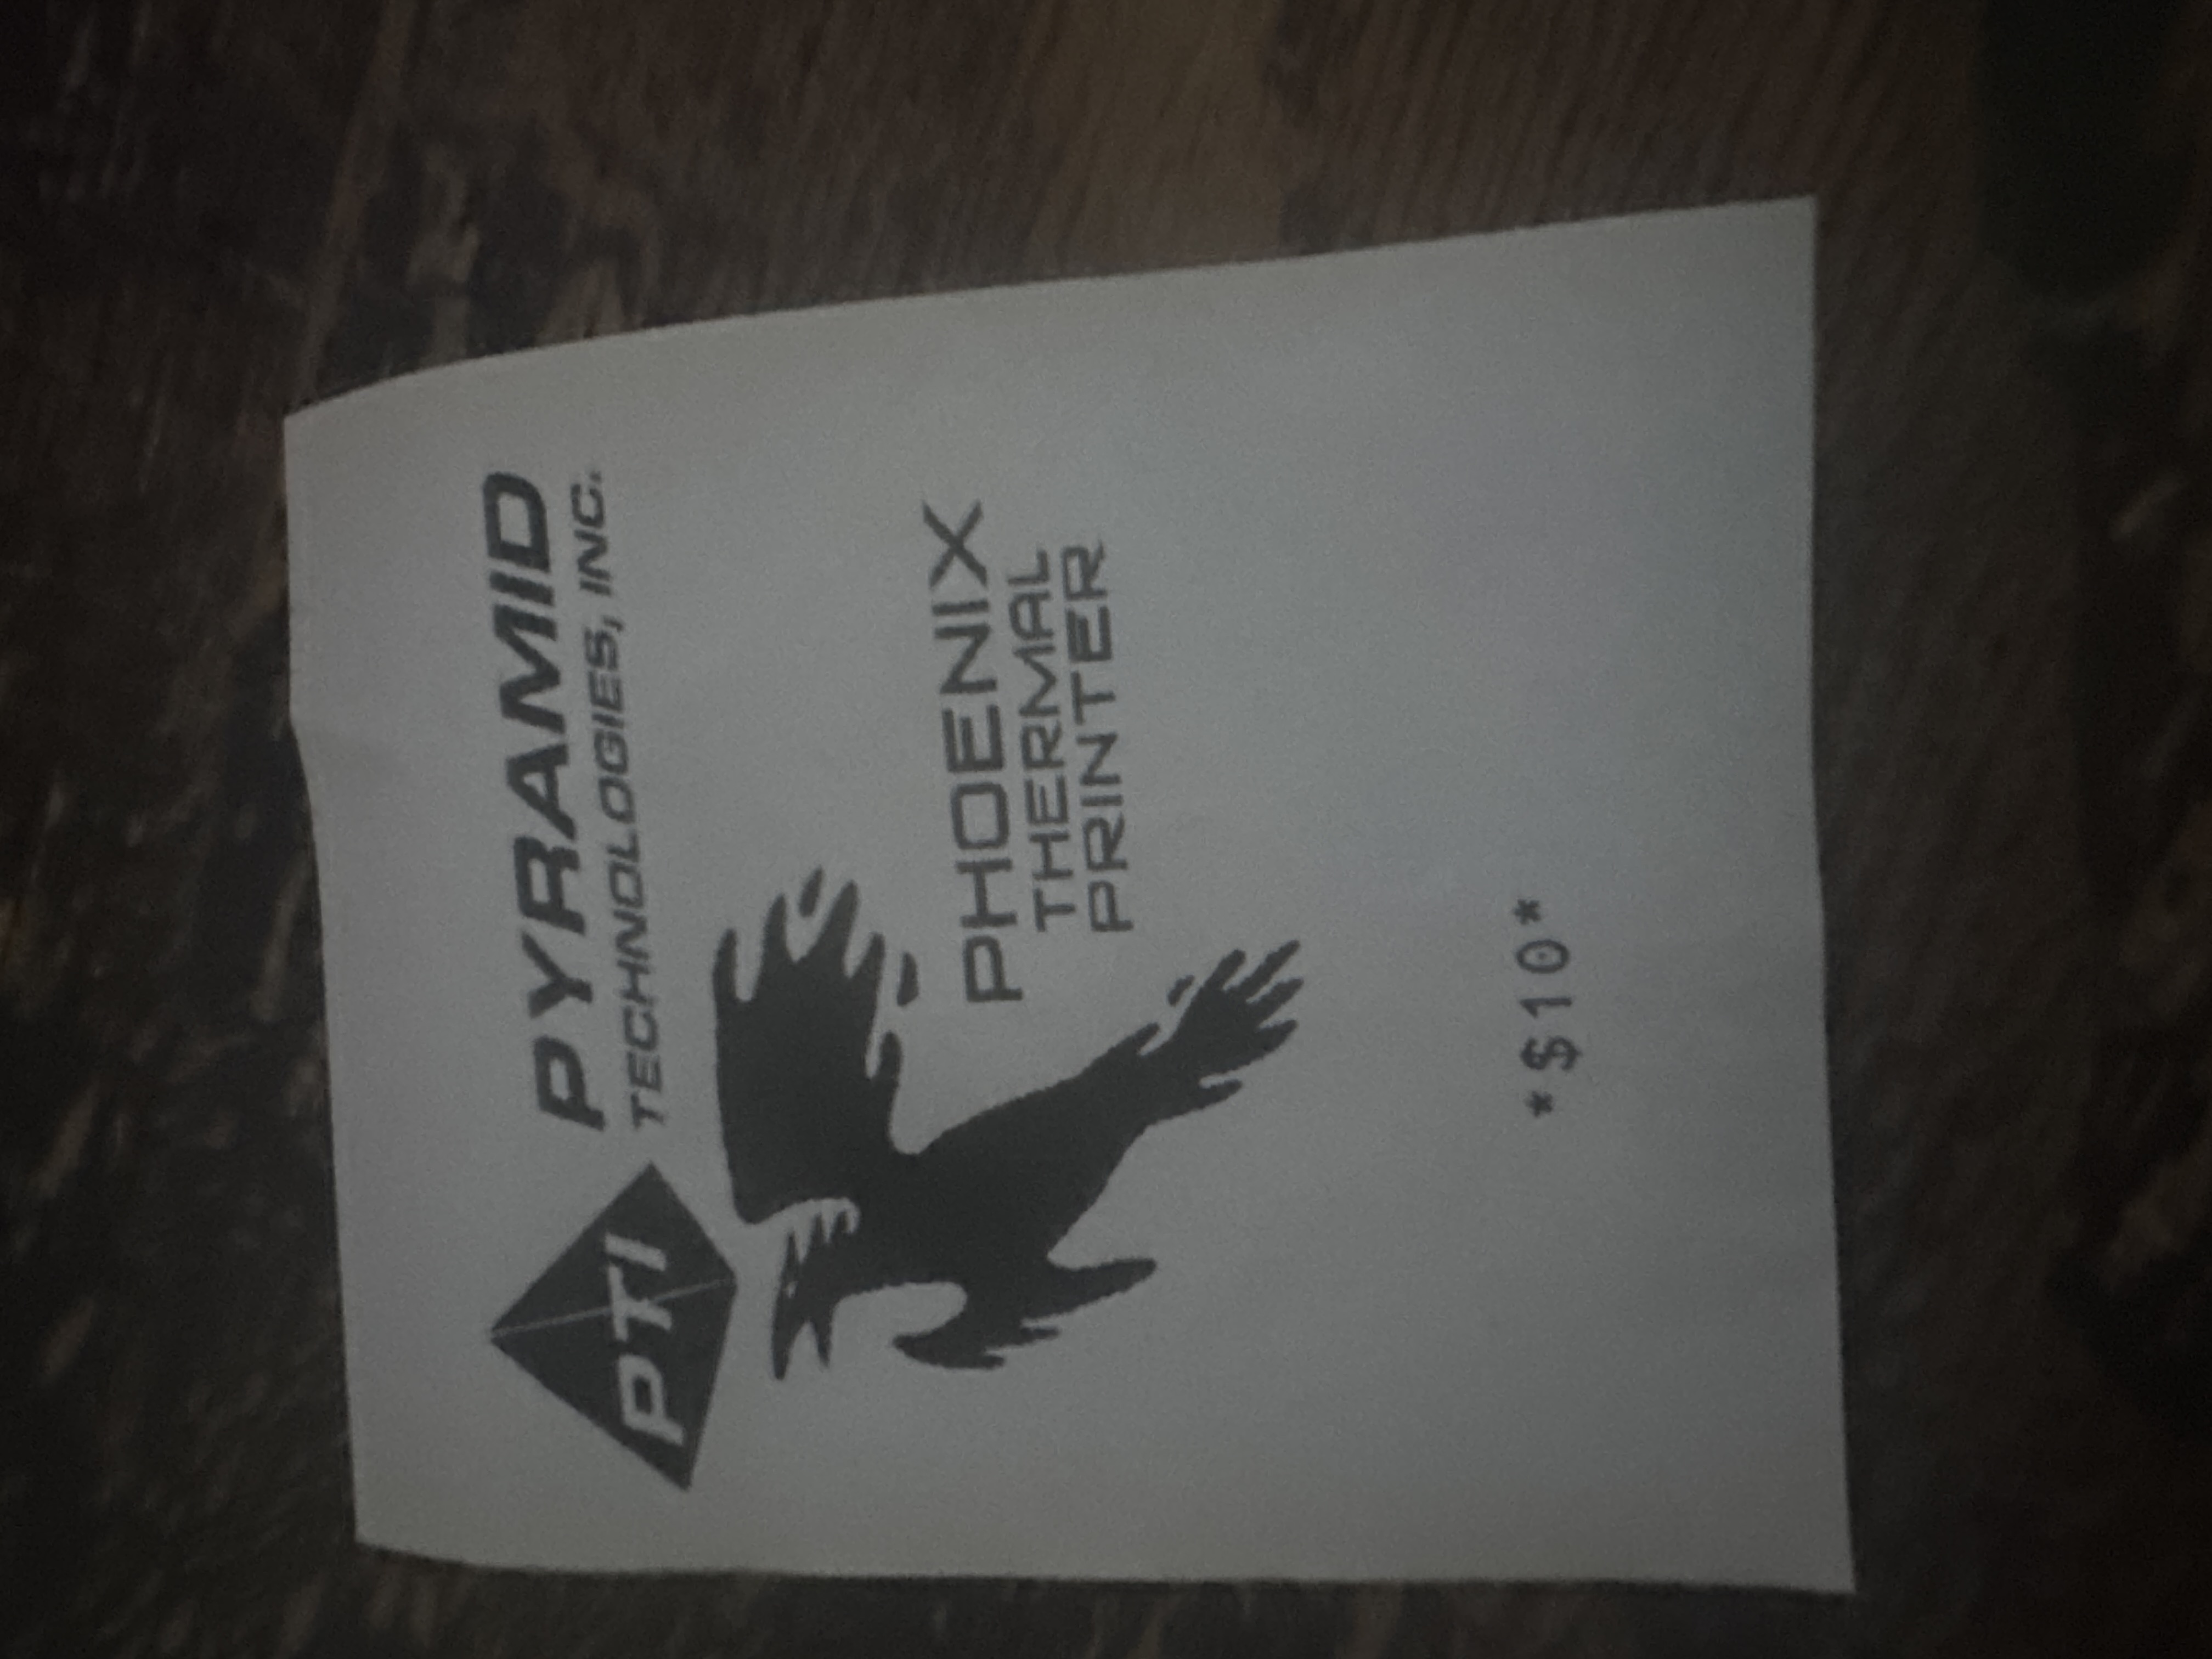 PTI
PYRAMID
TECHNOLOGIES, INC.
PHOENIX
THERMAL
PRINTER
*$10*